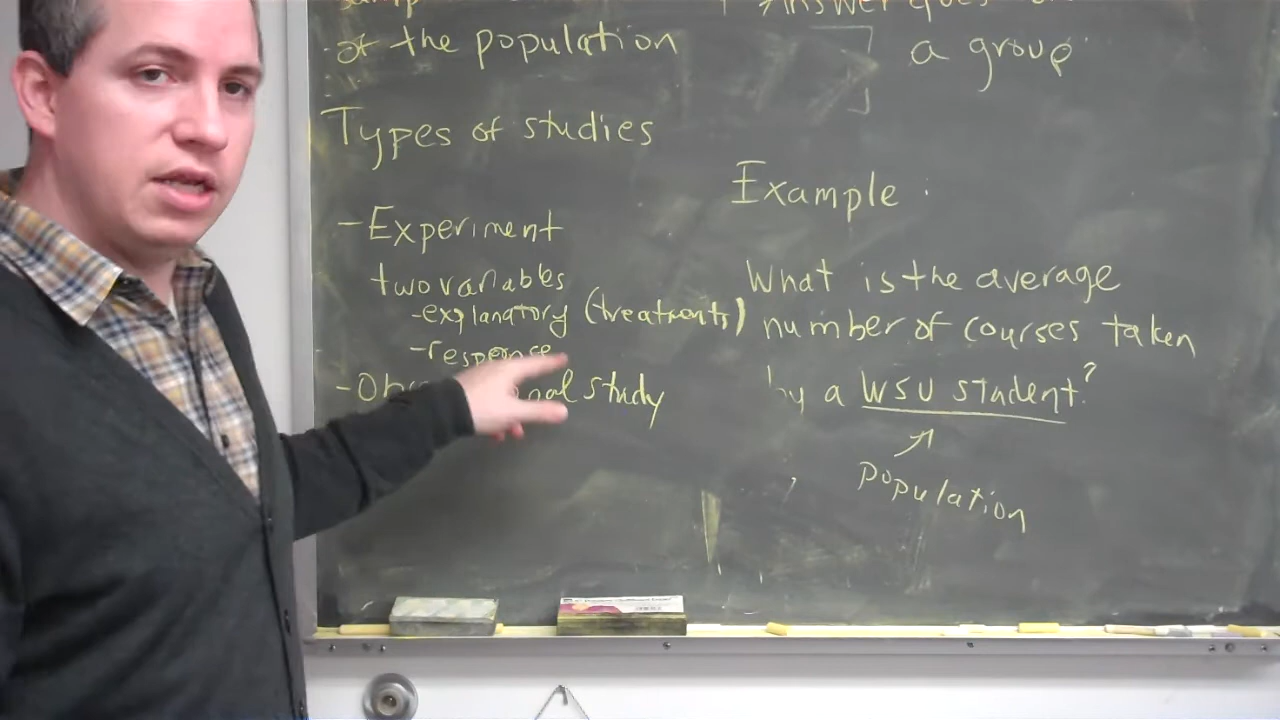 of the population
Types of studies
- Experiment
two variables
- explanatory (treatments)
- response
study
a group
Example:
What is the average
number of courses taken
by a WSU student?
population